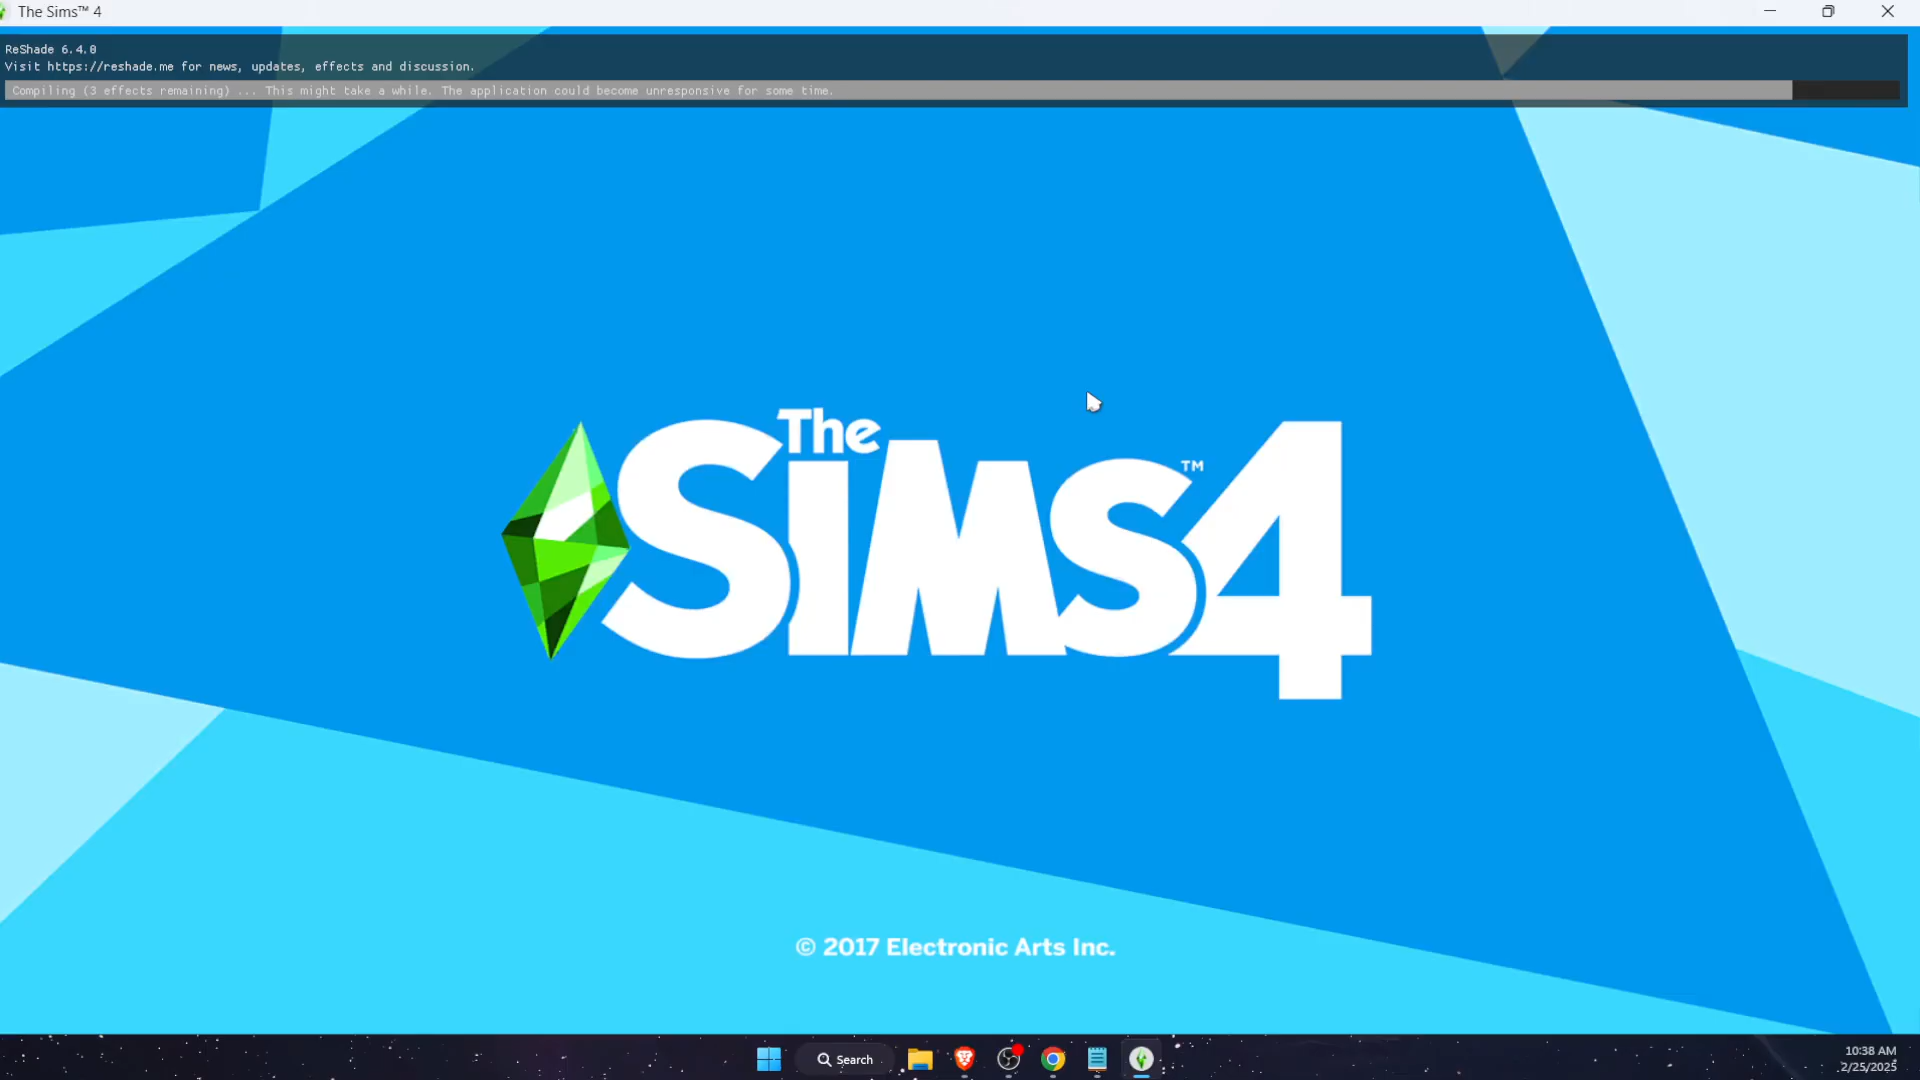 The Sims™ 4
ReShade 6.4.0
Visit https://reshade.me for news, updates, effects and discussion.
Compiling (3 effects remaining) ... This might take a while. The application could become unresponsive for some time.
The
SIMS 4
™
© 2017 Electronic Arts Inc.
Search
10:38 AM
2/25/2025